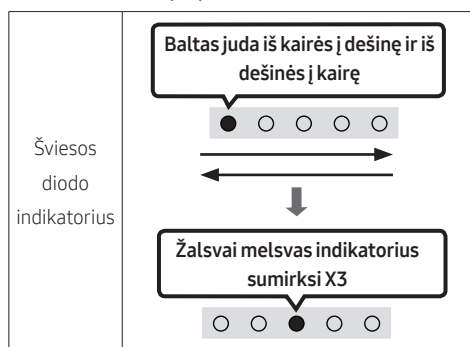 Baltas juda iš kairės į dešinę ir iš
dešinės į kairę
Šviesos
diodo
indikatorius
Žalsvai melsvas indikatorius
sumirksi X3